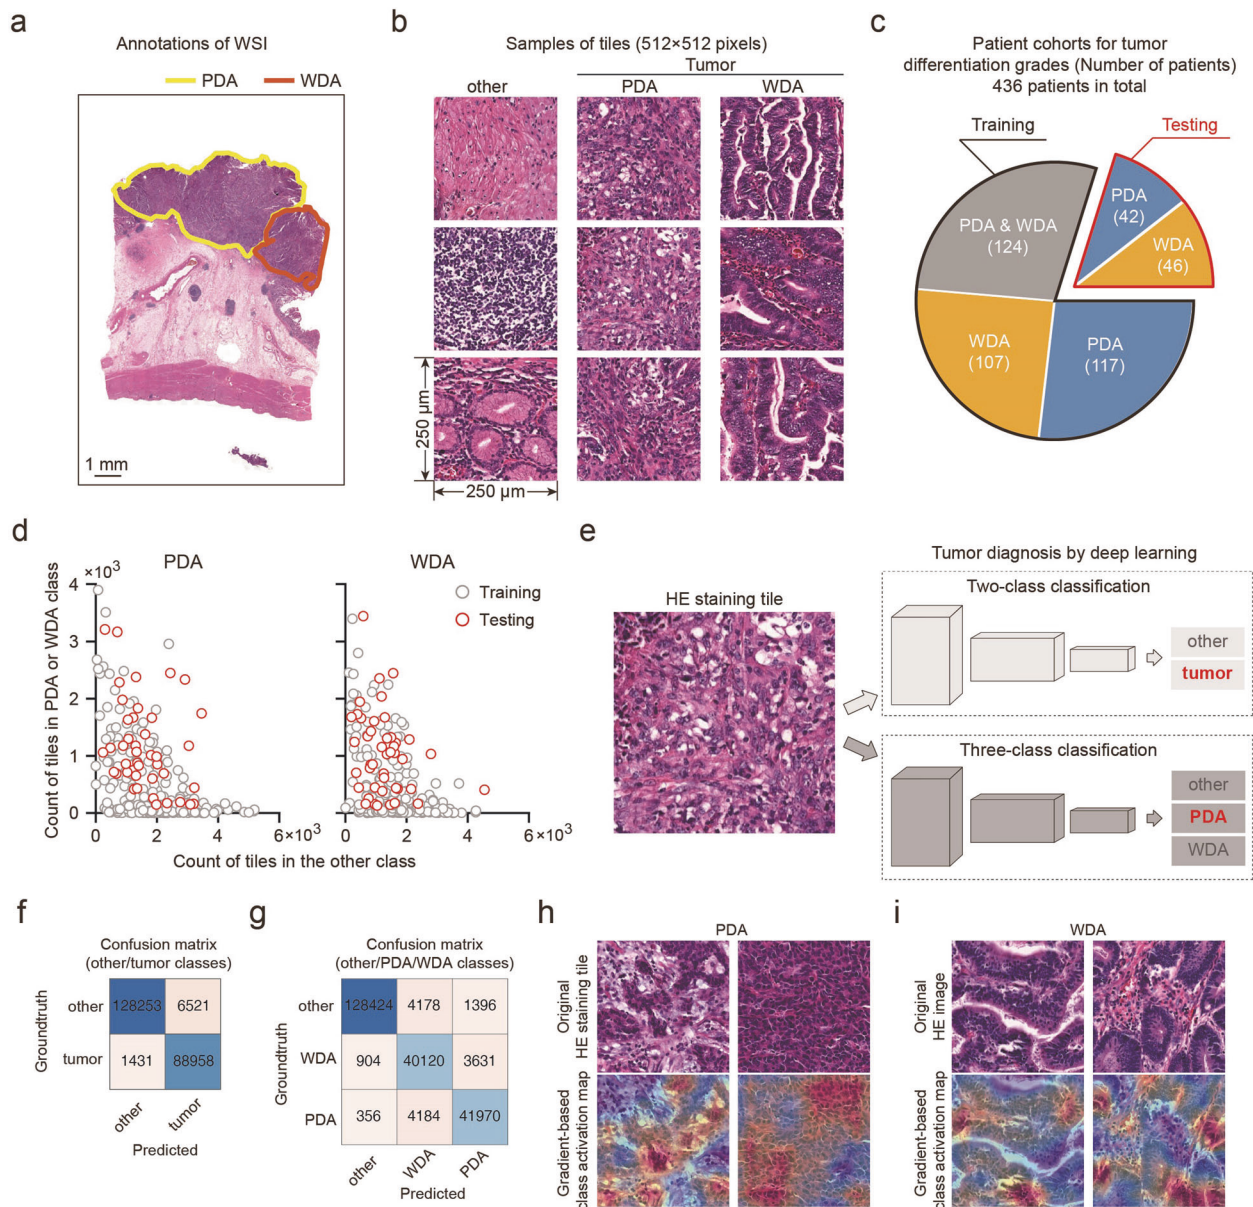 a
Annotations of WSI
PDA
WDA
1 mm
b
Samples of tiles (512×512 pixels)
Tumor
other
PDA
WDA
250 µm
250 µm
c
Patient cohorts for tumor
differentiation grades (Number of patients)
436 patients in total
Training
Testing
PDA & WDA
(124)
PDA
(42)
WDA
(46)
WDA
(107)
PDA
(117)
d
PDA
WDA
×10³
4
3
2
1
0
Count of tiles in PDA or WDA class
Training
Testing
0
2
4
6×10³
0
2
4
6×10³
Count of tiles in the other class
e
HE staining tile
Tumor diagnosis by deep learning
Two-class classification
other
tumor
Three-class classification
other
PDA
WDA
f
Confusion matrix
(other/tumor classes)
Groundtruth
other
128253
6521
tumor
1431
88958
other
tumor
Predicted
g
Confusion matrix
(other/PDA/WDA classes)
Groundtruth
other
128424
4178
1396
WDA
904
40120
3631
PDA
356
4184
41970
other
WDA
PDA
Predicted
h
PDA
Original
HE staining tile
Gradient-based
class activation map
i
WDA
Original
HE image
Gradient-based
class activation map